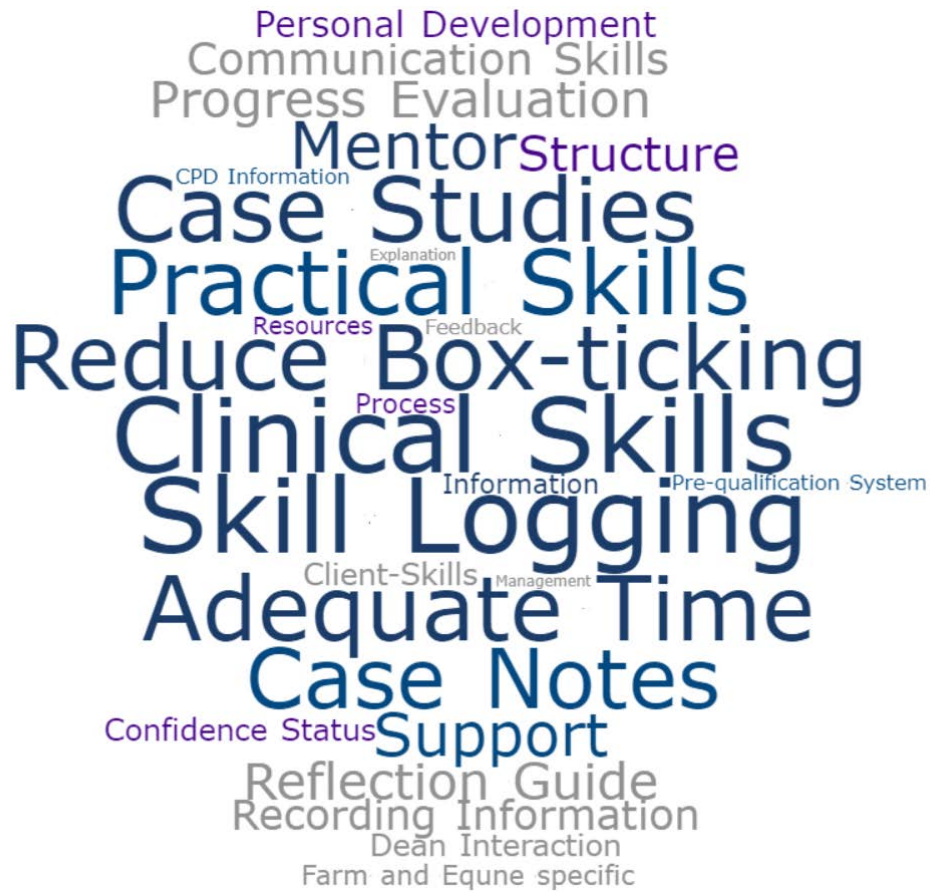 Personal Development
Communication Skills
Progress Evaluation
Mentor
Structure
CPD Information
Case Studies
Explanation
Practical Skills
Resources
Feedback
Reduce Box-ticking
Process
Clinical Skills
Information
Pre-qualification System
Skill Logging
Client-Skills
Management
Adequate Time
Case Notes
Confidence Status
Support
Reflection Guide
Recording Information
Dean Interaction
Farm and Equne specific